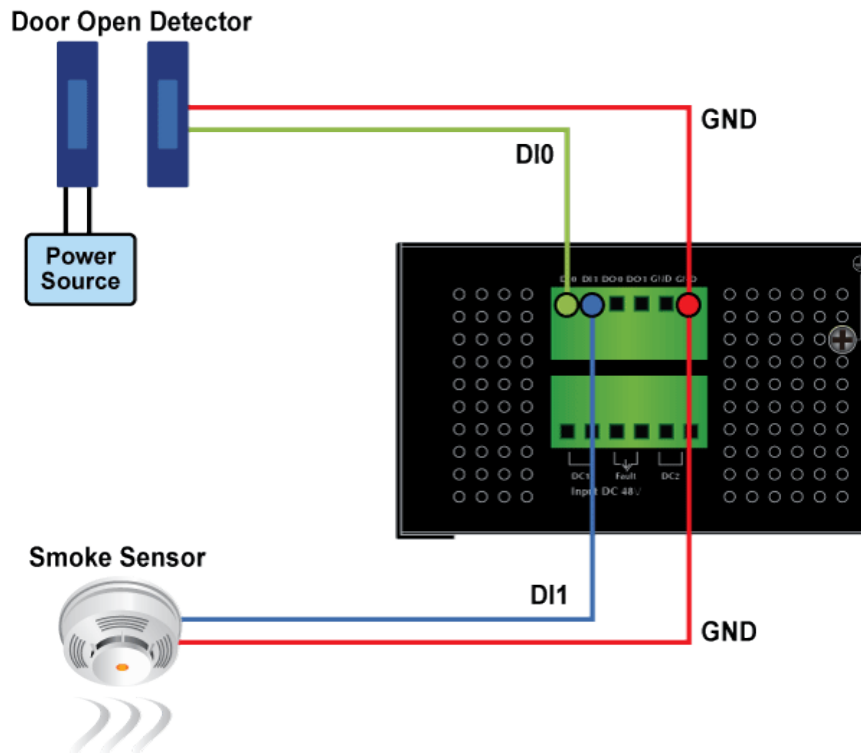 Door Open Detector
GND
DI0
Power
Source
DI0 DI1 DO0 DO1 GND GND
DC1 Fault DC2
Input DC 48V
Smoke Sensor
DI1
GND